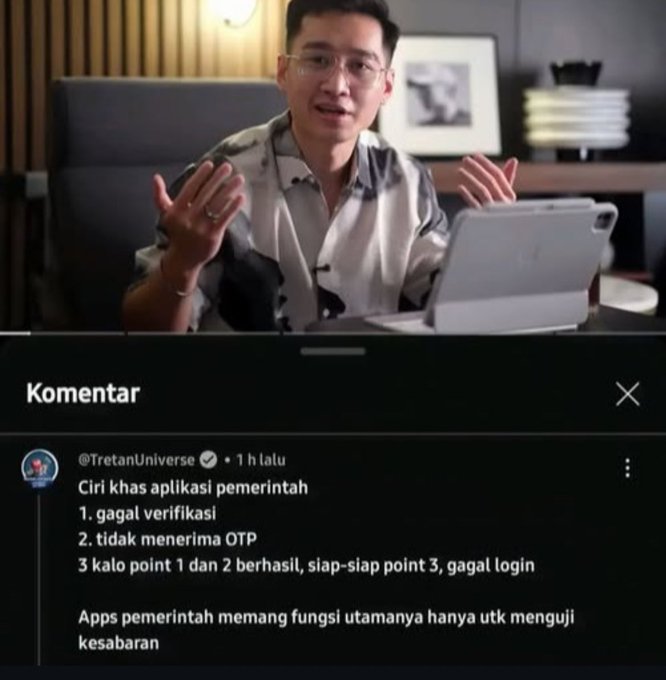 Komentar
@TretanUniverse • 1 h lalu
Ciri khas aplikasi pemerintah
1. gagal verifikasi
2. tidak menerima OTP
3 kalo point 1 dan 2 berhasil, siap-siap point 3, gagal login
Apps pemerintah memang fungsi utamanya hanya utk menguji
kesabaran